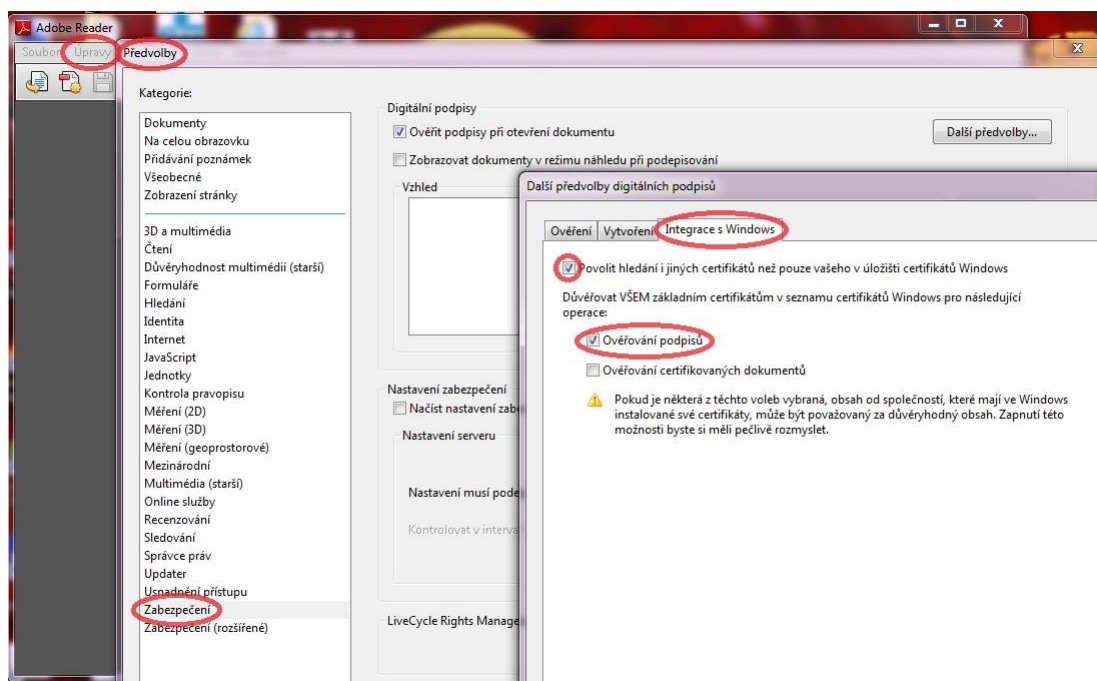 Adobe Reader
Soubor Úpravy
Předvolby
Kategorie:
Dokumenty
Na celou obrazovku
Přidávání poznámek
Všeobecné
Zobrazení stránky
3D a multimédia
Čtení
Důvěryhodnost multimédií (starší)
Formuláře
Hledání
Identita
Internet
JavaScript
Jednotky
Kontrola pravopisu
Měření (2D)
Měření (3D)
Měření (geoprostorové)
Mezinárodní
Multimédia (starší)
Online služby
Recenzování
Sledování
Správce práv
Updater
Usnadnění přístupu
Zabezpečení
Zabezpečení (rozšířené)
Digitální podpisy
Ověřit podpisy při otevření dokumentu
Další předvolby...
Zobrazovat dokumenty v režimu náhledu při podepisování
Vzhled
Nastavení zabezpečení
Načíst nastavení
Nastavení serveru
Nastavení musí
Kontrolovat v
LiveCycle Rights
Další předvolby digitálních podpisů
Ověření Vytvoření Integrace s Windows
Povolit hledání i jiných certifikátů než pouze vašeho v úložišti certifikátů Windows
Důvěřovat VŠEM základním certifikátům v seznamu certifikátů Windows pro následující
operace:
Ověřování podpisů
Ověřování certifikovaných dokumentů
Pokud je některá z těchto voleb vybraná, obsah od společností, které mají ve Windows
instalované své certifikáty, může být považovaný za důvěryhodný obsah. Zapnutí této
možnosti byste si měli pečlivě rozmyslet.